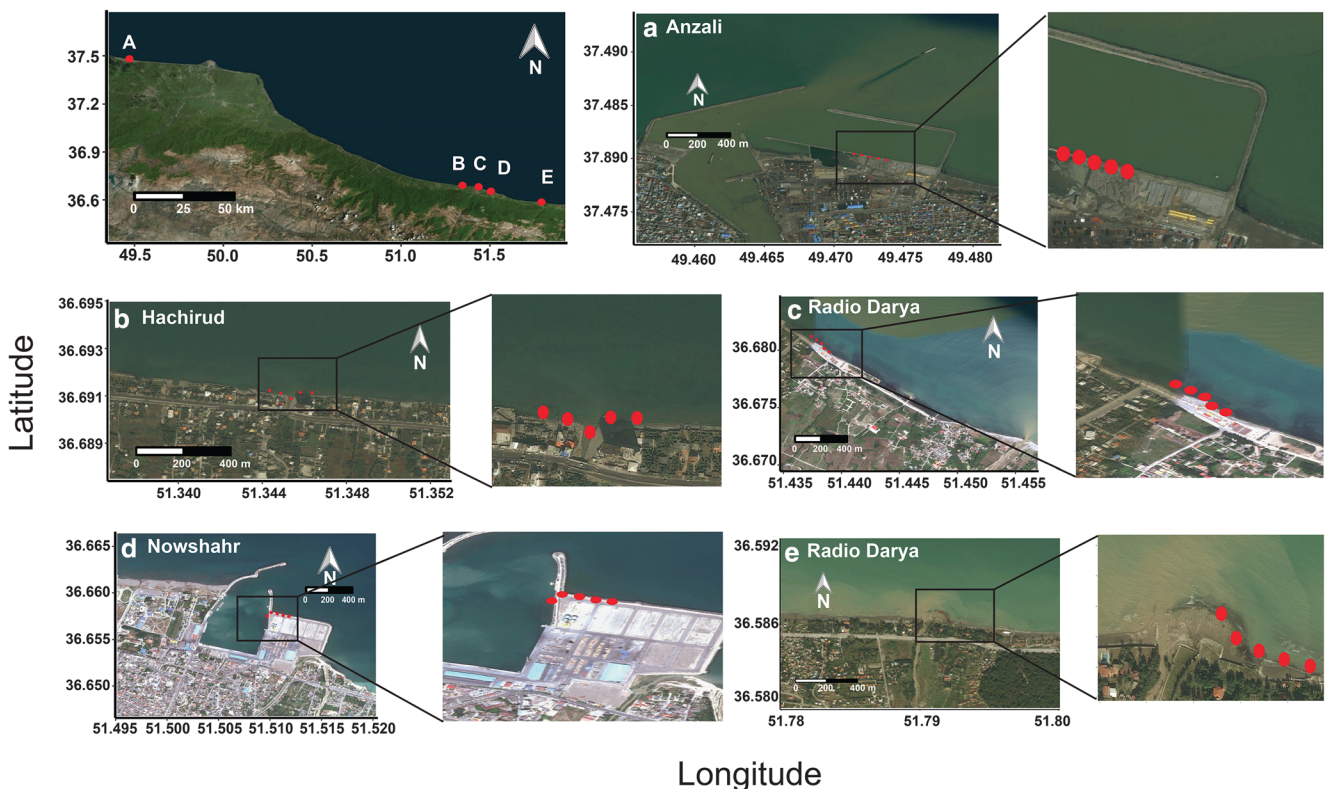 A
B
C
D
E
N
37.5
37.2
36.9
36.6
0
25
50 km
49.5
50.0
50.5
51.0
51.5
a Anzali
N
37.490
37.485
37.890
37.475
0
200
400 m
49.460
49.465
49.470
49.475
49.480
Latitude
b Hachirud
N
36.695
36.693
36.691
36.689
0
200
400 m
51.340
51.344
51.348
51.352
c Radio Darya
N
36.680
36.675
36.670
0
200
400 m
51.435
51.440
51.445
51.450
51.455
d Nowshahr
N
36.665
36.660
36.655
36.650
0 200 400 m
51.495
51.500
51.505
51.510
51.515
51.520
e Radio Darya
N
36.592
36.586
36.580
0
200
400 m
51.78
51.79
51.80
Longitude